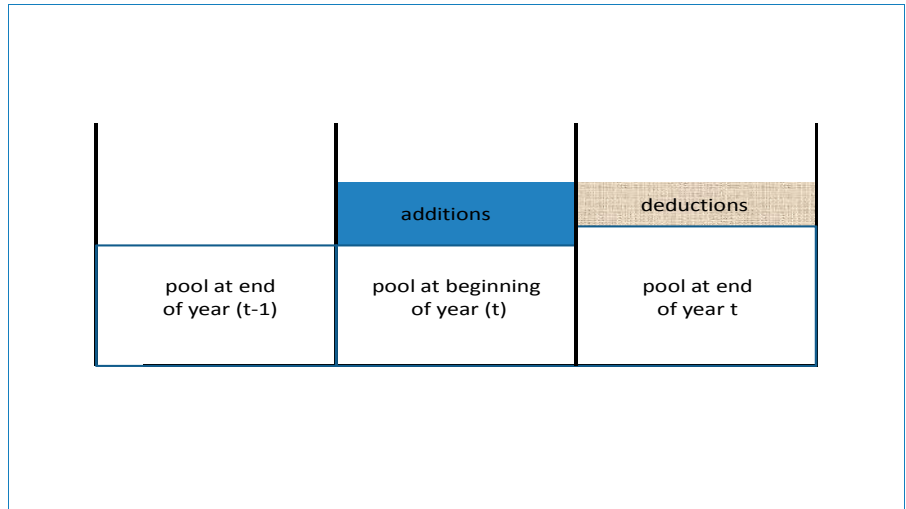 additions
deductions
pool at end
of year (t-1)
pool at beginning
of year (t)
pool at end
of year t